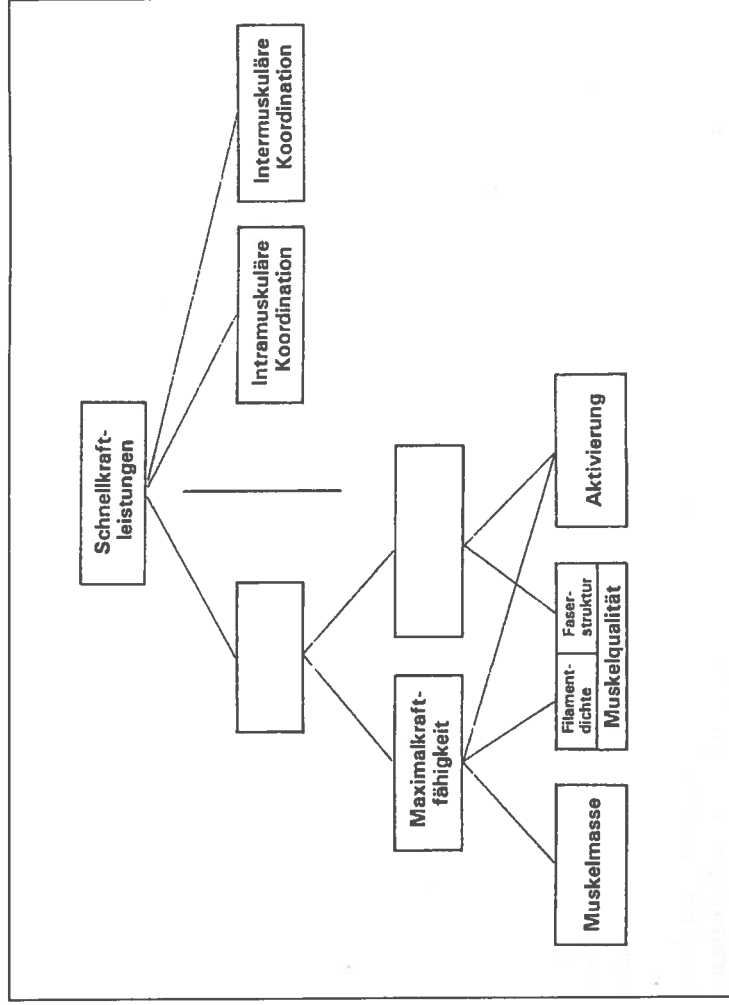 Schnellkraft-
leistungen
Intramuskuläre
Koordination
Intermuskuläre
Koordination
Maximalkraft-
fähigkeit
Muskelmasse
Filament-
dichte
Faser-
struktur
Muskelqualität
Aktivierung